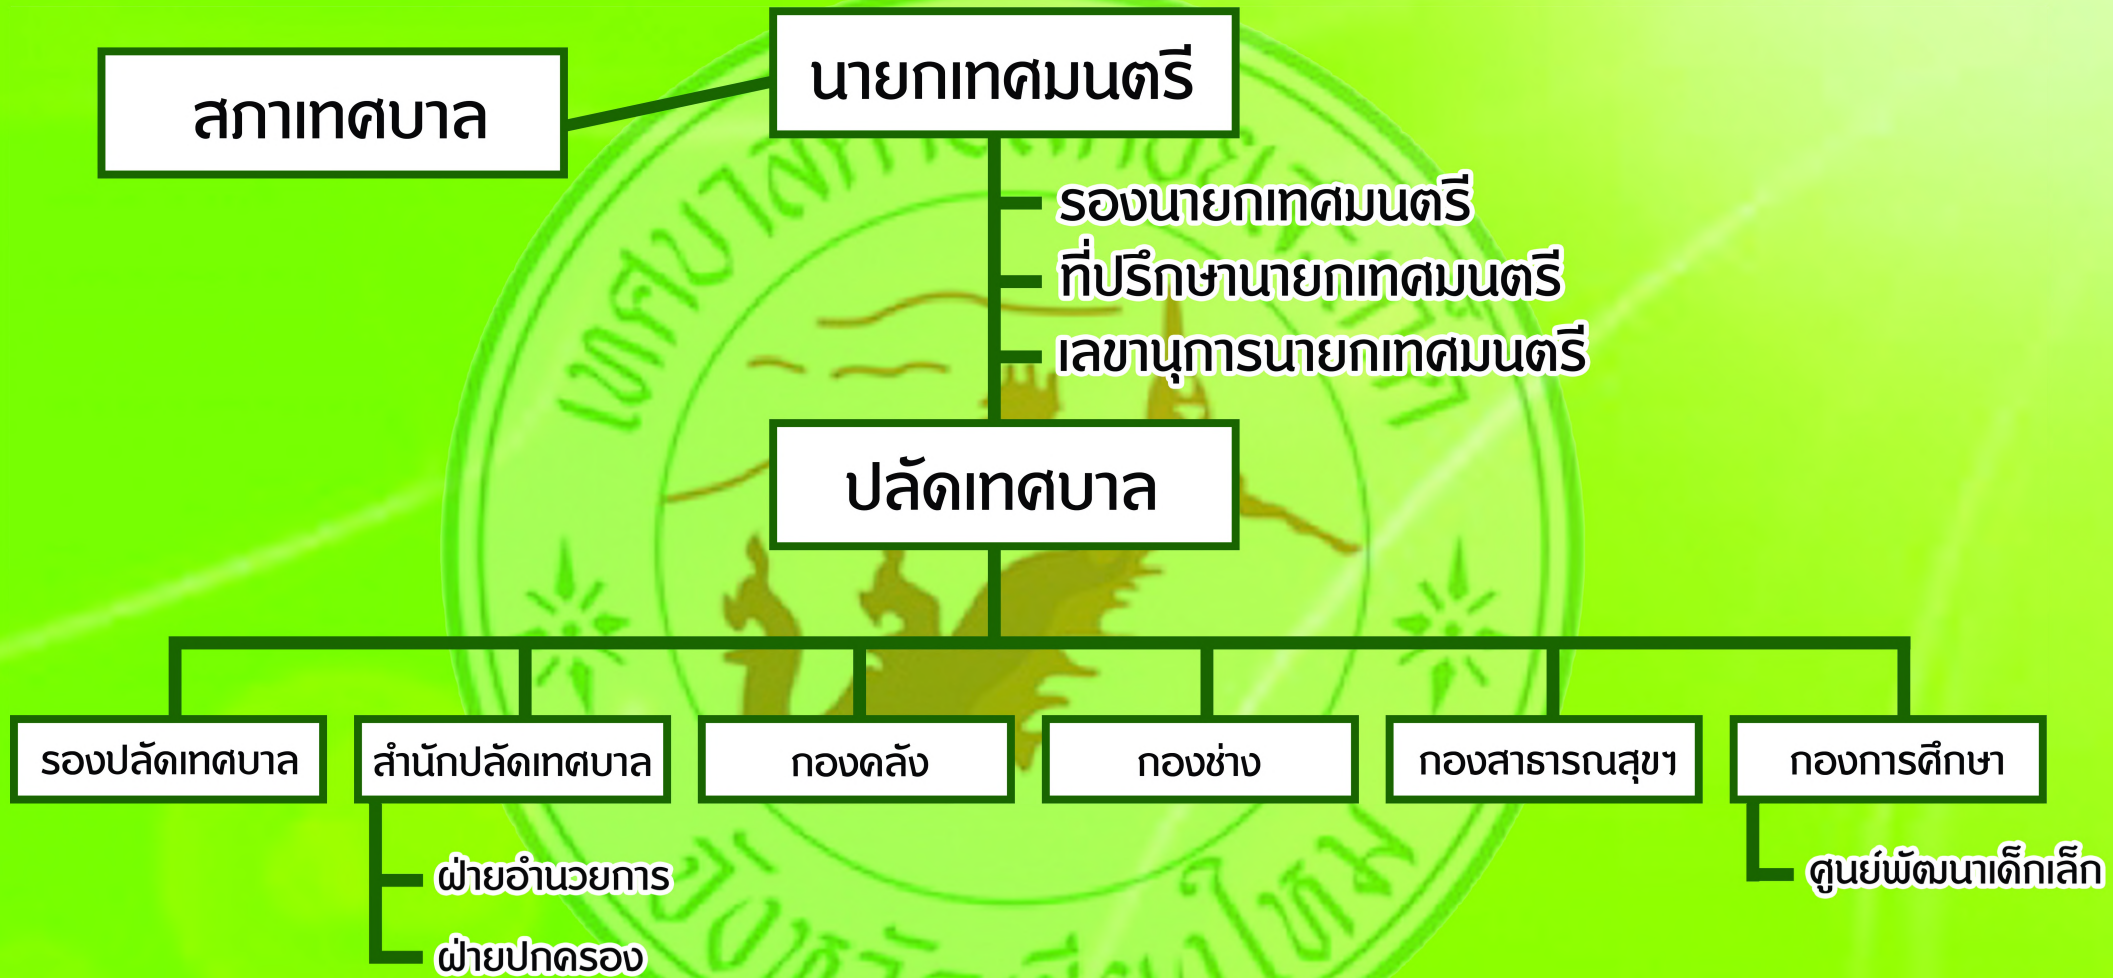 สภาเทศบาล
นายกเทศมนตรี
รองนายกเทศมนตรี
ที่ปรึกษานายกเทศมนตรี
เลขานุการนายกเทศมนตรี
ปลัดเทศบาล
รองปลัดเทศบาล
สำนักปลัดเทศบาล
กองคลัง
กองช่าง
กองสาธารณสุขฯ
กองการศึกษา
ฝ่ายอำนวยการ
ฝ่ายปกครอง
ศูนย์พัฒนาเด็กเล็ก